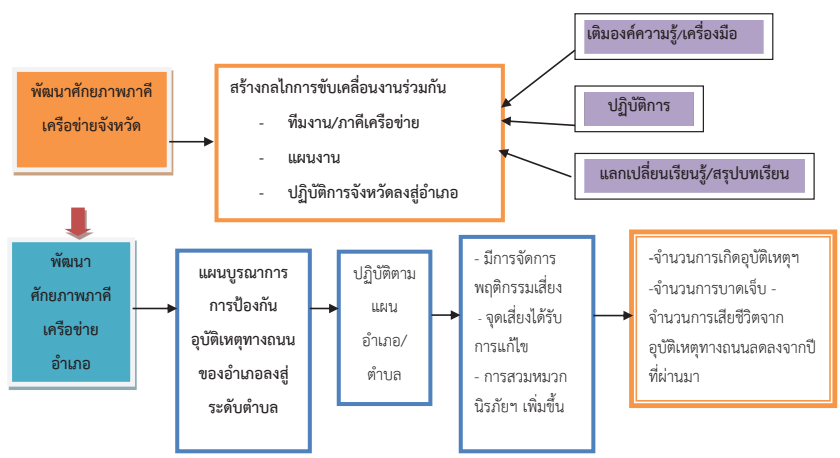 พัฒนาศักยภาพภาคี
เครือข่ายจังหวัด
สร้างกลไกการขับเคลื่อนงานร่วมกัน
- ทีมงาน/ภาคีเครือข่าย
- แผนงาน
- ปฏิบัติการจังหวัดลงสู่อำเภอ
เติมองค์ความรู้/เครื่องมือ
ปฏิบัติการ
แลกเปลี่ยนเรียนรู้/สรุปบทเรียน
พัฒนา
ศักยภาพภาคี
เครือข่าย
อำเภอ
แผนบูรณาการ
การป้องกัน
อุบัติเหตุทางถนน
ของอำเภอลงสู่
ระดับตำบล
ปฏิบัติตาม
แผน
อำเภอ/
ตำบล
- มีการจัดการ
พฤติกรรมเสี่ยง
- จุดเสี่ยงได้รับ
การแก้ไข
- การสวมหมวก
นิรภัยฯ เพิ่มขึ้น
-จำนวนการเกิดอุบัติเหตุฯ
-จำนวนการบาดเจ็บ -
จำนวนการเสียชีวิตจาก
อุบัติเหตุทางถนนลดลงจากปี
ที่ผ่านมา